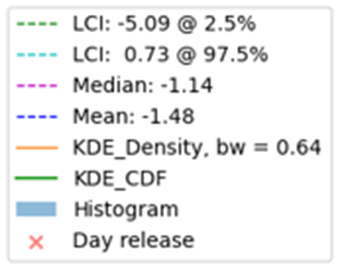 LCI: -5.09 @ 2.5%
LCI:  0.73 @ 97.5%
Median: -1.14
Mean: -1.48
KDE_Density, bw = 0.64
KDE_CDF
Histogram
Day release